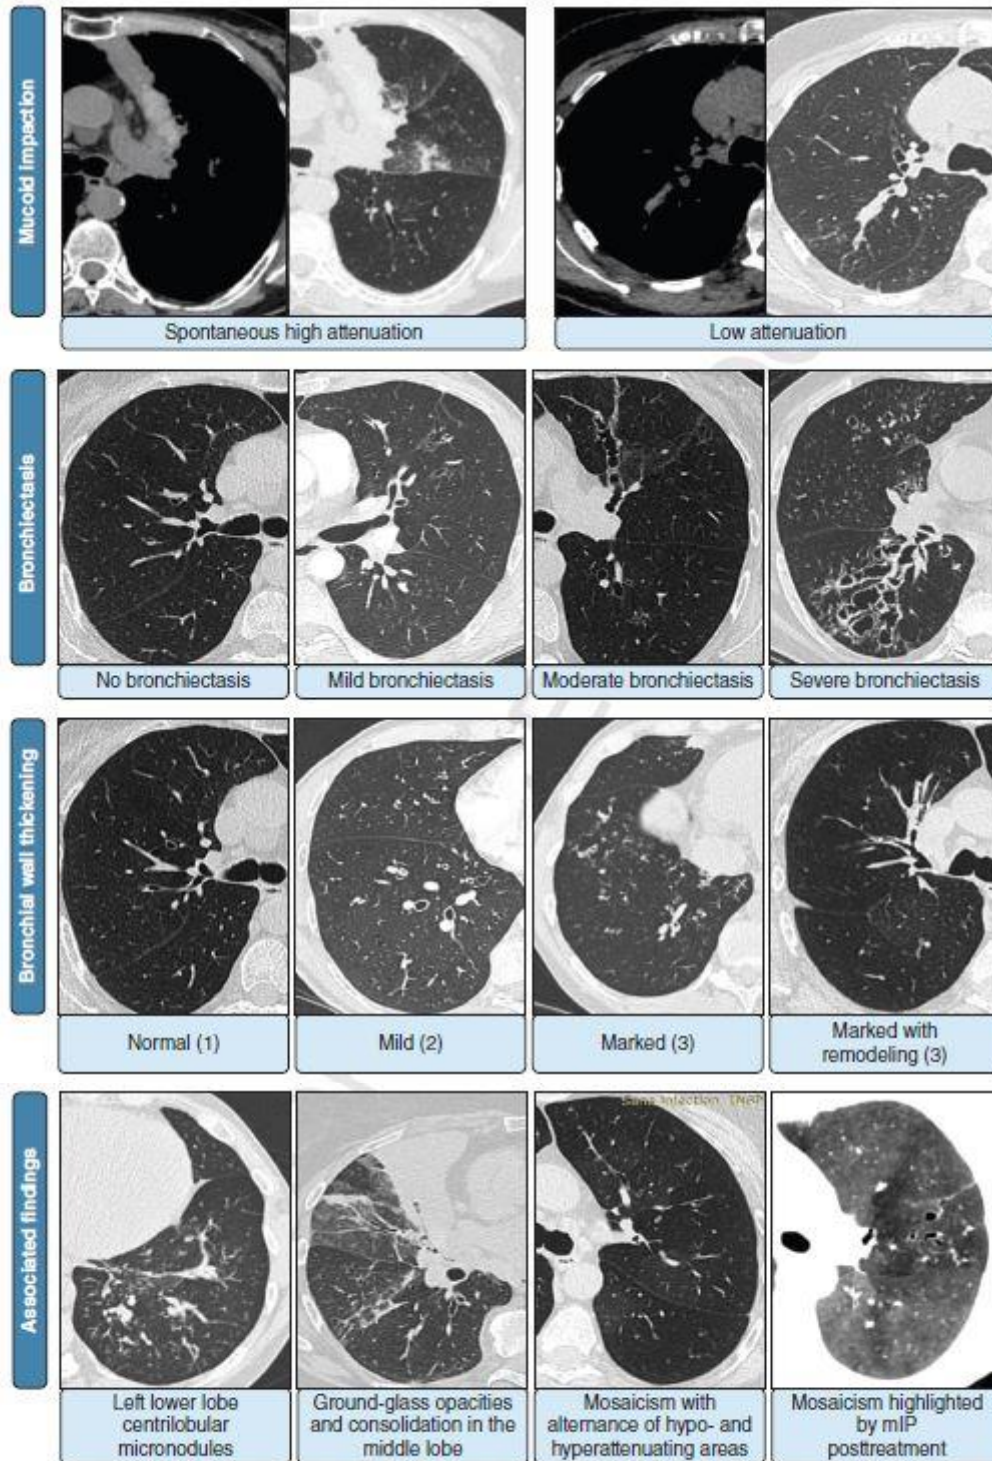 Mucoid impaction
Spontaneous high attenuation
Low attenuation
Bronchiectasis
No bronchiectasis
Mild bronchiectasis
Moderate bronchiectasis
Severe bronchiectasis
Bronchial wall thickening
Normal (1)
Mild (2)
Marked (3)
Marked with
remodeling (3)
Associated findings
Sans Infection INSP
Left lower lobe
centrilobular
micronodules
Ground-glass opacities
and consolidation in the
middle lobe
Mosaicism with
alternance of hypo- and
hyperattenuating areas
Mosaicism highlighted
by mIP
posttreatment